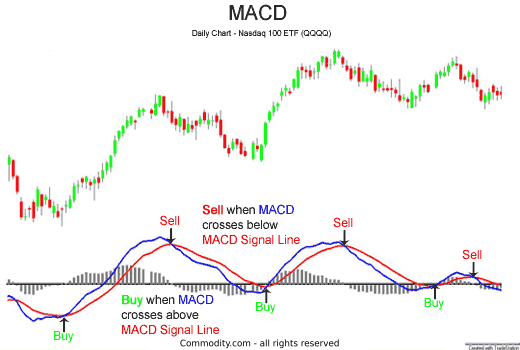 MACD
Daily Chart - Nasdaq 100 ETF (QQQQ)
Sell
Sell when MACD
crosses below
MACD Signal Line
Sell
Sell
Buy when MACD
crosses above
MACD Signal Line
Buy
Buy
Buy
Commodity.com - all rights reserved
Created with TradeStation